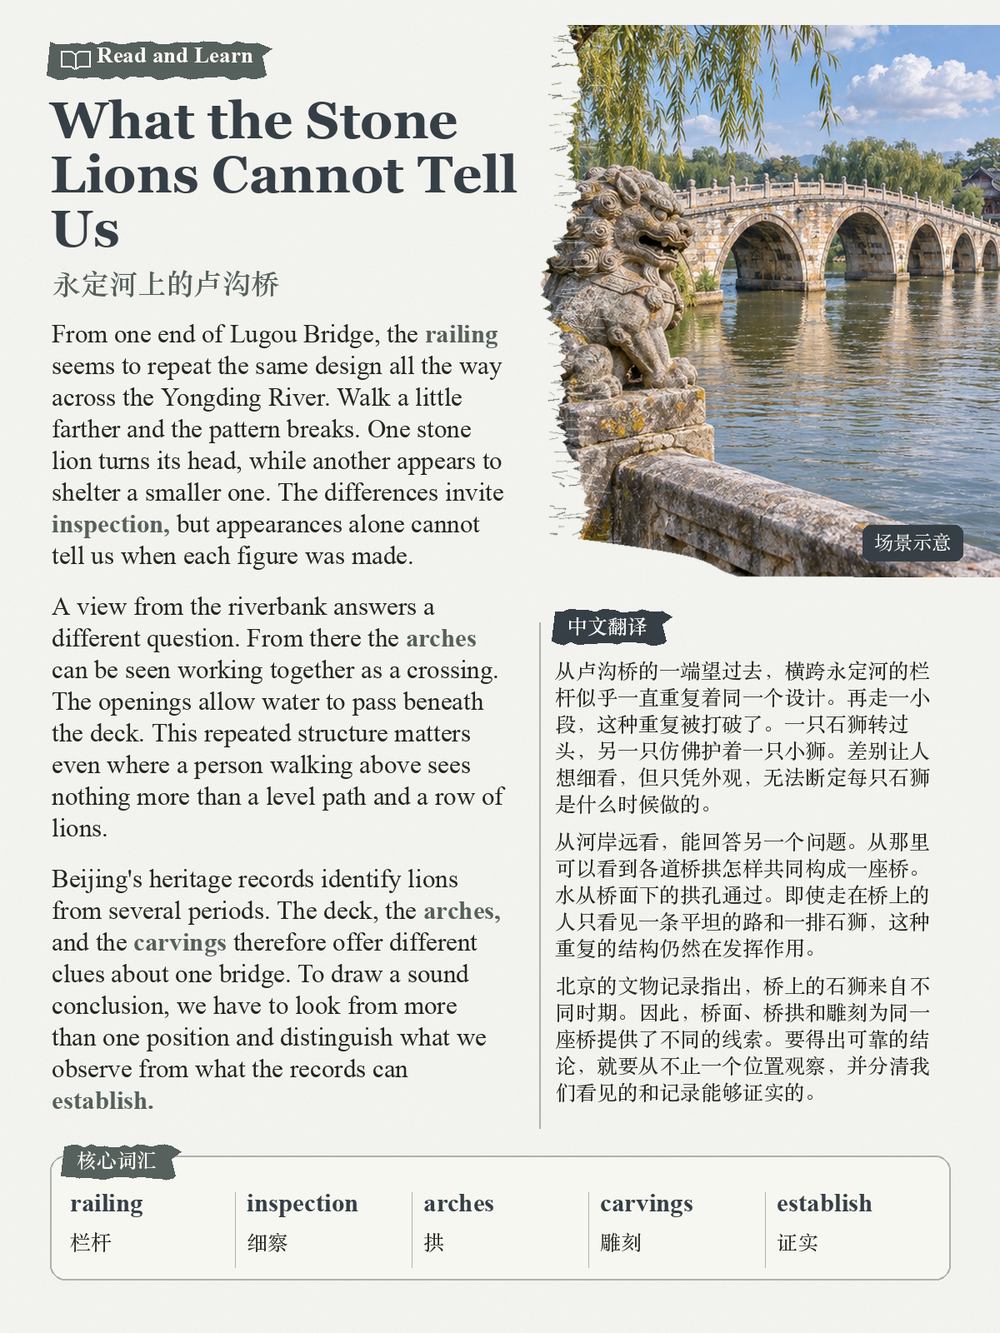 Read and Learn
What the Stone
Lions Cannot Tell
Us
永定河上的卢沟桥
From one end of Lugou Bridge, the railing
seems to repeat the same design all the way
across the Yongding River. Walk a little
farther and the pattern breaks. One stone
lion turns its head, while another appears to
shelter a smaller one. The differences invite
inspection, but appearances alone cannot
tell us when each figure was made.
A view from the riverbank answers a
different question. From there the arches
can be seen working together as a crossing.
The openings allow water to pass beneath
the deck. This repeated structure matters
even where a person walking above sees
nothing more than a level path and a row of
lions.
Beijing's heritage records identify lions
from several periods. The deck, the arches,
and the carvings therefore offer different
clues about one bridge. To draw a sound
conclusion, we have to look from more
than one position and distinguish what we
observe from what the records can
establish.
场景示意
中文翻译
从卢沟桥的一端望过去，横跨永定河的栏
杆似乎一直重复着同一个设计。再走一小
段，这种重复被打破了。一只石狮转过
头，另一只仿佛护着一只小狮。差别让人
想细看，但只凭外观，无法断定每只石狮
是什么时候做的。
从河岸远看，能回答另一个问题。从那里
可以看到各道桥拱怎样共同构成一座桥。
水从桥面下的拱孔通过。即使走在桥上的
人只看见一条平坦的路和一排石狮，这种
重复的结构仍然在发挥作用。
北京的文物记录指出，桥上的石狮来自不
同时期。因此，桥面、桥拱和雕刻为同一
座桥提供了不同的线索。要得出可靠的结
论，就要从不止一个位置观察，并分清我
们看见的和记录能够证实的。
核心词汇
railing
栏杆
inspection
细察
arches
拱
carvings
雕刻
establish
证实